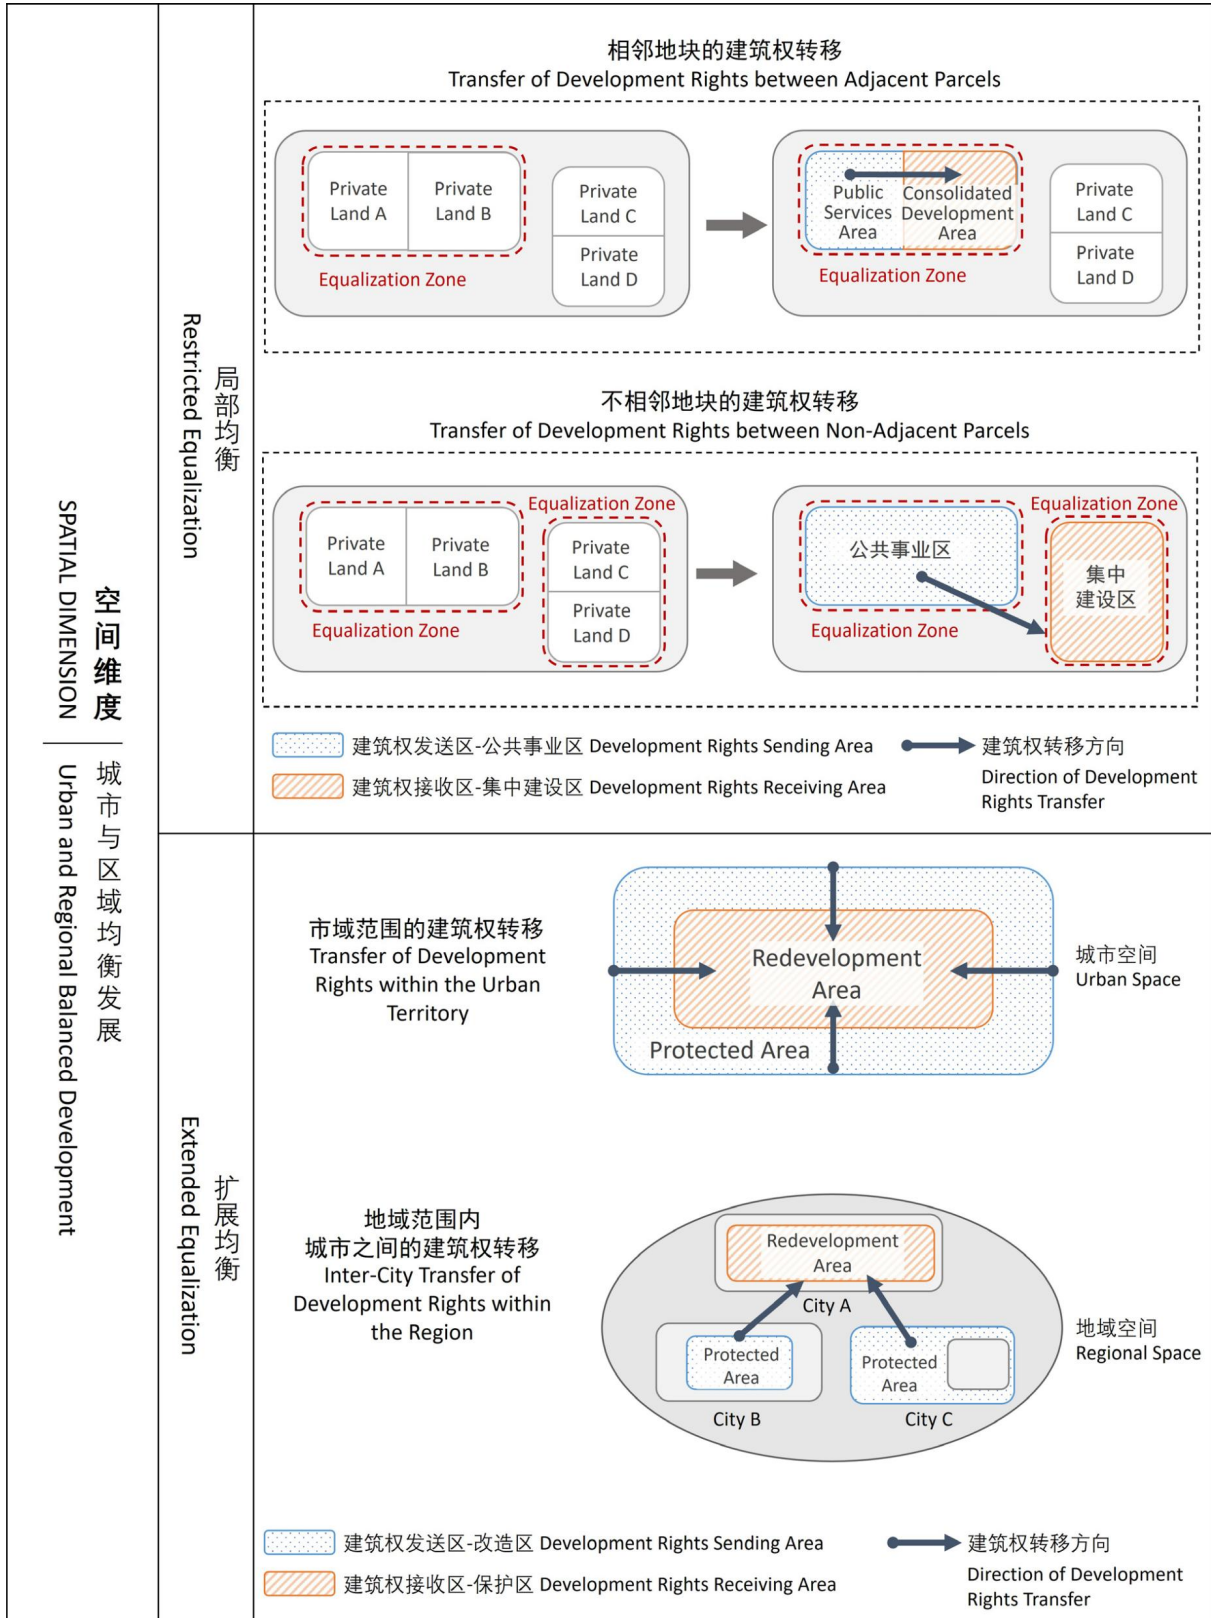 空间维度
SPATIAL DIMENSION
城市与区域均衡发展
Urban and Regional Balanced Development
局部均衡
Restricted Equalization
相邻地块的建筑权转移
Transfer of Development Rights between Adjacent Parcels
Private
Land A
Private
Land B
Private
Land C
Private
Land D
Equalization Zone
Public
Services
Area
Consolidated
Development
Area
Private
Land C
Private
Land D
Equalization Zone
不相邻地块的建筑权转移
Transfer of Development Rights between Non-Adjacent Parcels
Equalization Zone
Private
Land A
Private
Land B
Private
Land C
Private
Land D
Equalization Zone
Equalization Zone
公共事业区
集中
建设区
Equalization Zone
建筑权发送区-公共事业区 Development Rights Sending Area
建筑权接收区-集中建设区 Development Rights Receiving Area
建筑权转移方向
Direction of Development
Rights Transfer
扩展均衡
Extended Equalization
市域范围的建筑权转移
Transfer of Development
Rights within the Urban
Territory
Redevelopment
Area
Protected Area
城市空间
Urban Space
地域范围内
城市之间的建筑权转移
Inter-City Transfer of
Development Rights within
the Region
Redevelopment
Area
City A
Protected
Area
City B
Protected
Area
City C
地域空间
Regional Space
建筑权发送区-改造区 Development Rights Sending Area
建筑权接收区-保护区 Development Rights Receiving Area
建筑权转移方向
Direction of Development
Rights Transfer